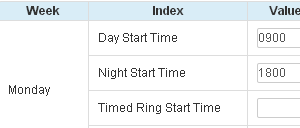 Week Index Value
Day Start Time 0900
Night Start Time 1800
Monday
Timed Ring Start Time